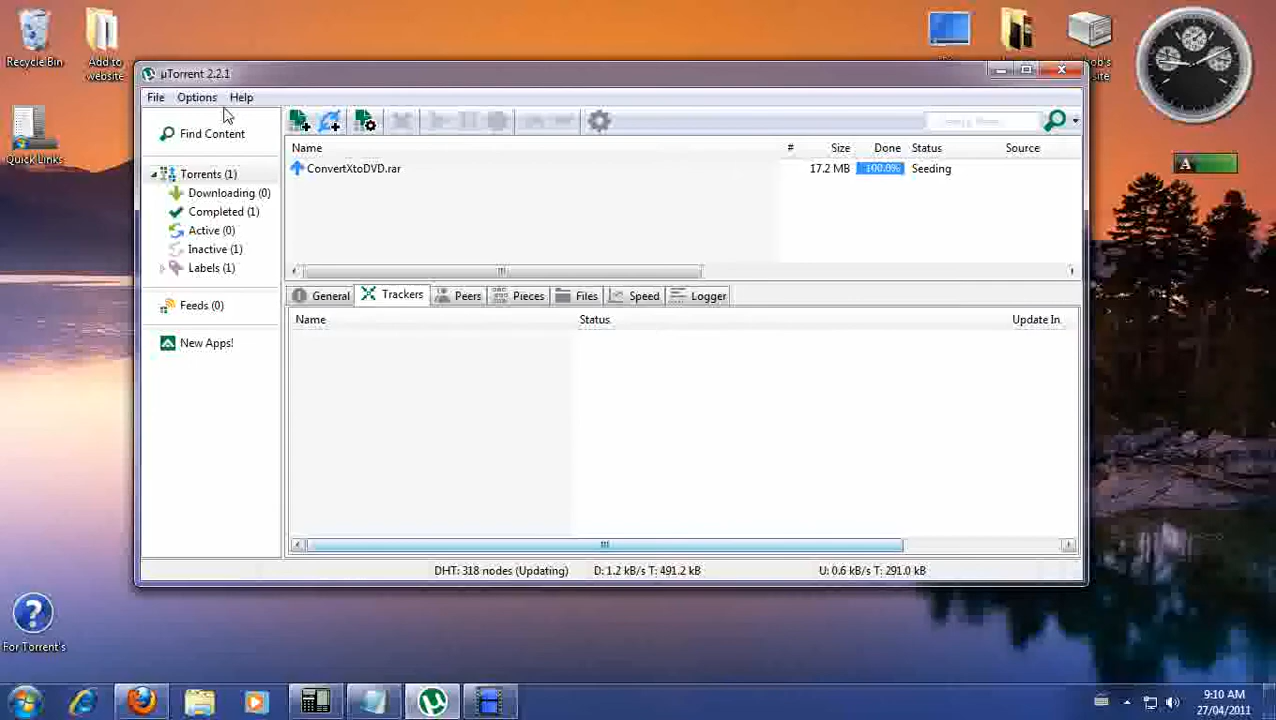 Recycle Bin
Add to
website
Quick Links
µTorrent 2.2.1
File Options Help
Find Content
Torrents (1)
Downloading (0)
Completed (1)
Active (0)
Inactive (1)
Labels (1)
Feeds (0)
New Apps!
Name # Size Done Status Source
ConvertXtoDVD.rar 17.2 MB 100.0% Seeding
General Trackers Peers Pieces Files Speed Logger
Name Status Update In
DHT: 318 nodes (Updating) D: 1.2 kB/s T: 491.2 kB U: 0.6 kB/s T: 291.0 kB
A
For Torrent's
9:10 AM
27/04/2011